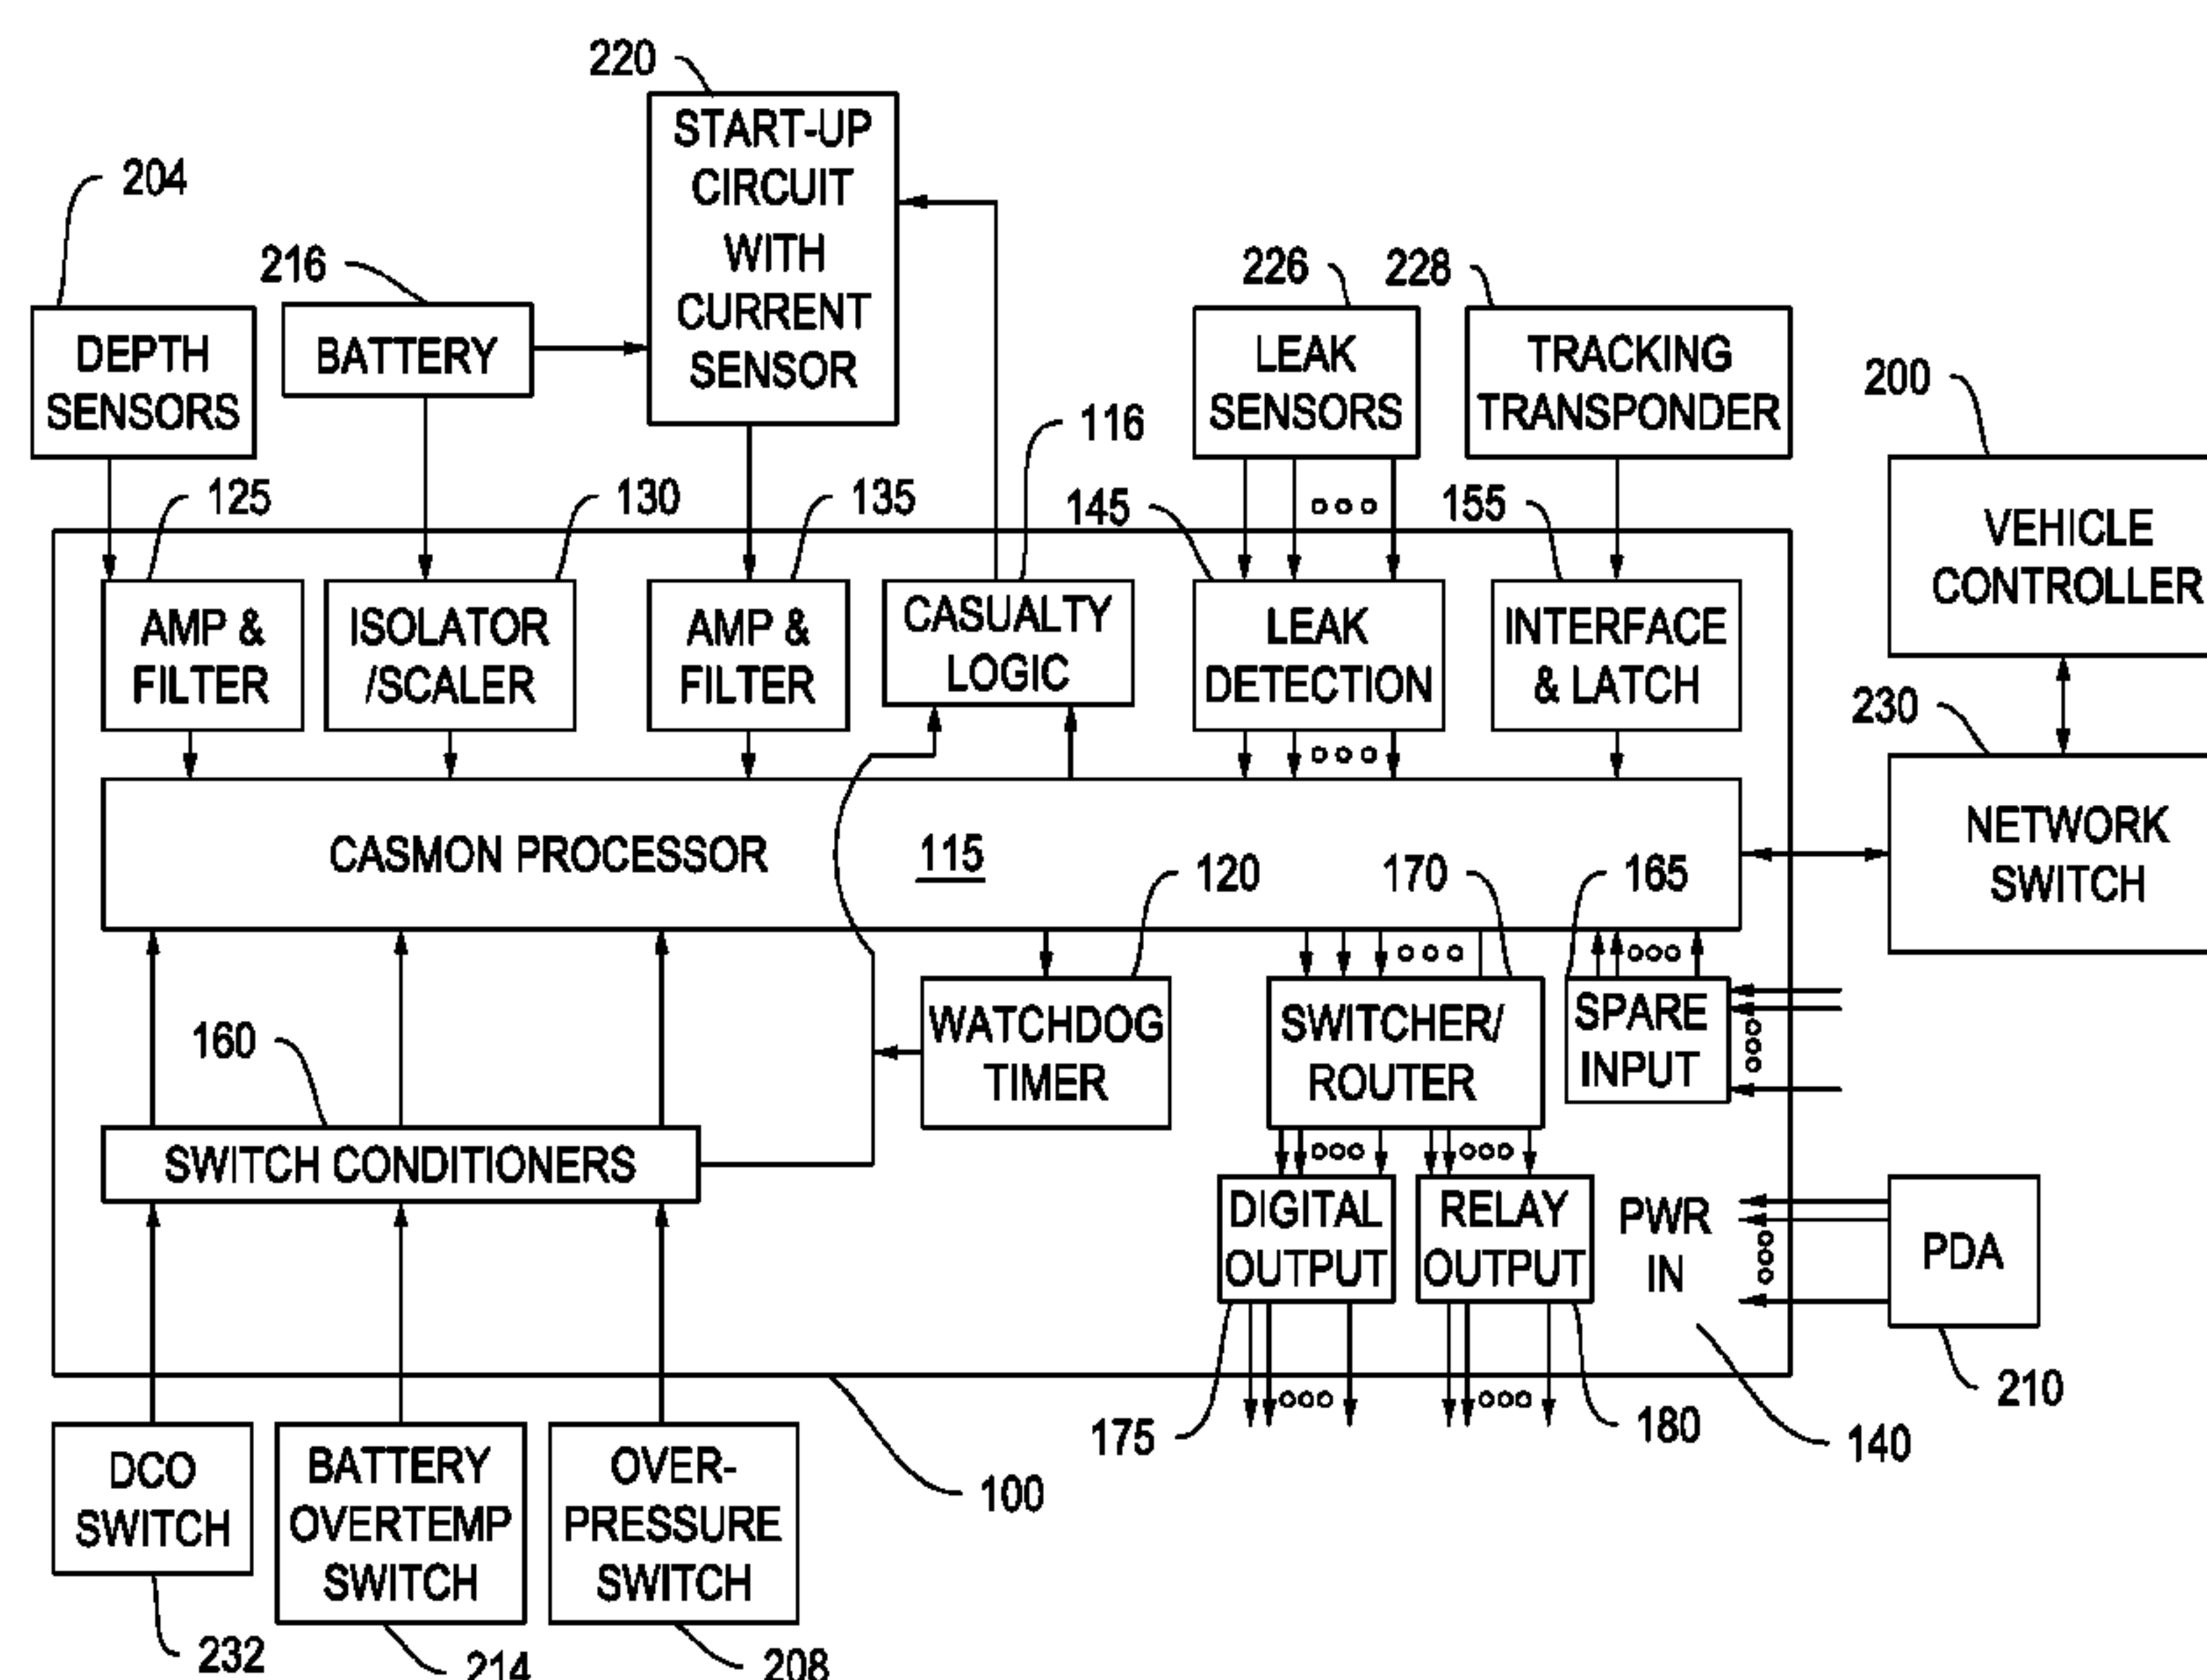 220
START-UP
CIRCUIT
WITH
CURRENT
SENSOR
204
216
226
228
DEPTH
SENSORS
BATTERY
LEAK
SENSORS
TRACKING
TRANSPONDER
200
VEHICLE
CONTROLLER
116
125
130
135
145
155
AMP &
FILTER
ISOLATOR
/SCALER
AMP &
FILTER
CASUALTY
LOGIC
LEAK
DETECTION
INTERFACE
& LATCH
230
NETWORK
SWITCH
CASMON PROCESSOR
115
120
170
165
WATCHDOG
TIMER
SWITCHER/
ROUTER
SPARE
INPUT
160
SWITCH CONDITIONERS
DIGITAL
OUTPUT
RELAY
OUTPUT
PWR
IN
PDA
210
175
180
140
100
DCO
SWITCH
BATTERY
OVERTEMP
SWITCH
OVER-
PRESSURE
SWITCH
232
214
208